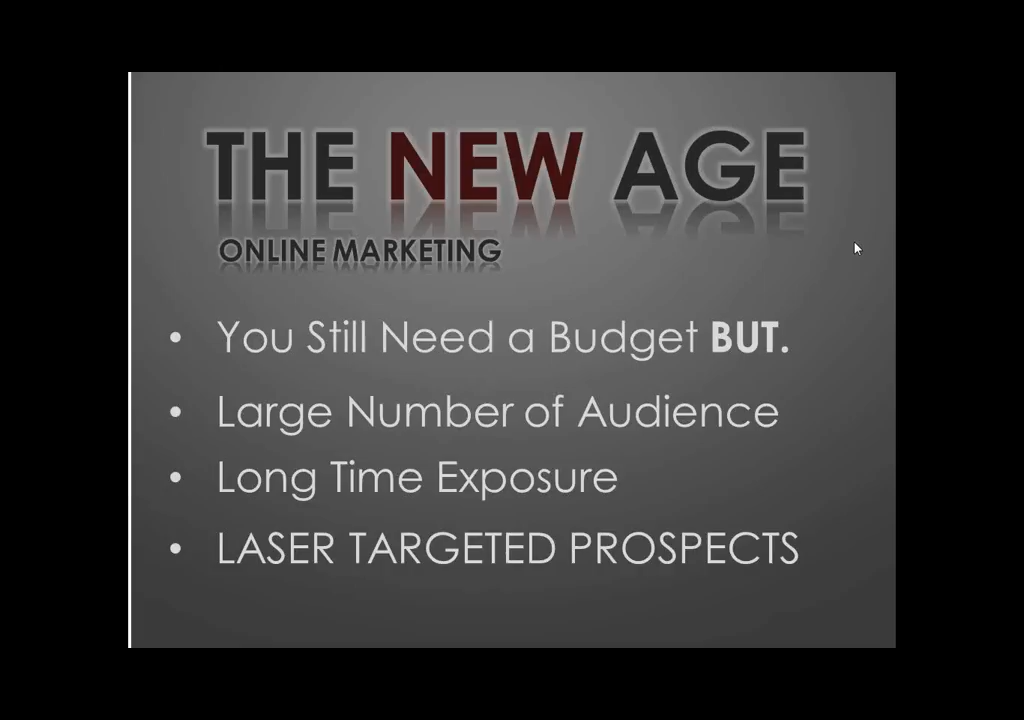 THE NEW AGE
ONLINE MARKETING
• You Still Need a Budget BUT.
• Large Number of Audience
• Long Time Exposure
• LASER TARGETED PROSPECTS